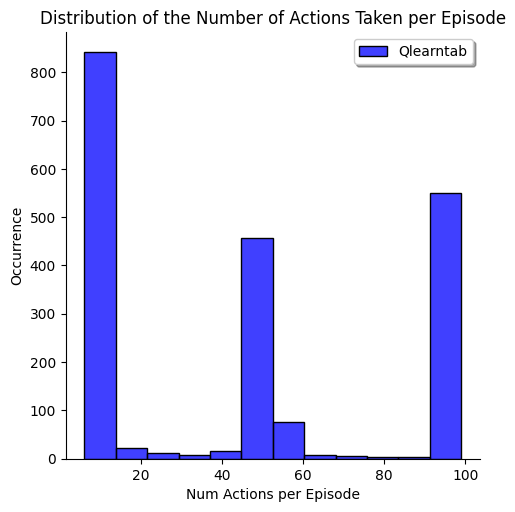 Distribution of the Number of Actions Taken per Episode
Qlearntab
800
700
600
500
400
300
200
100
0
Occurrence
20 40 60 80 100
Num Actions per Episode